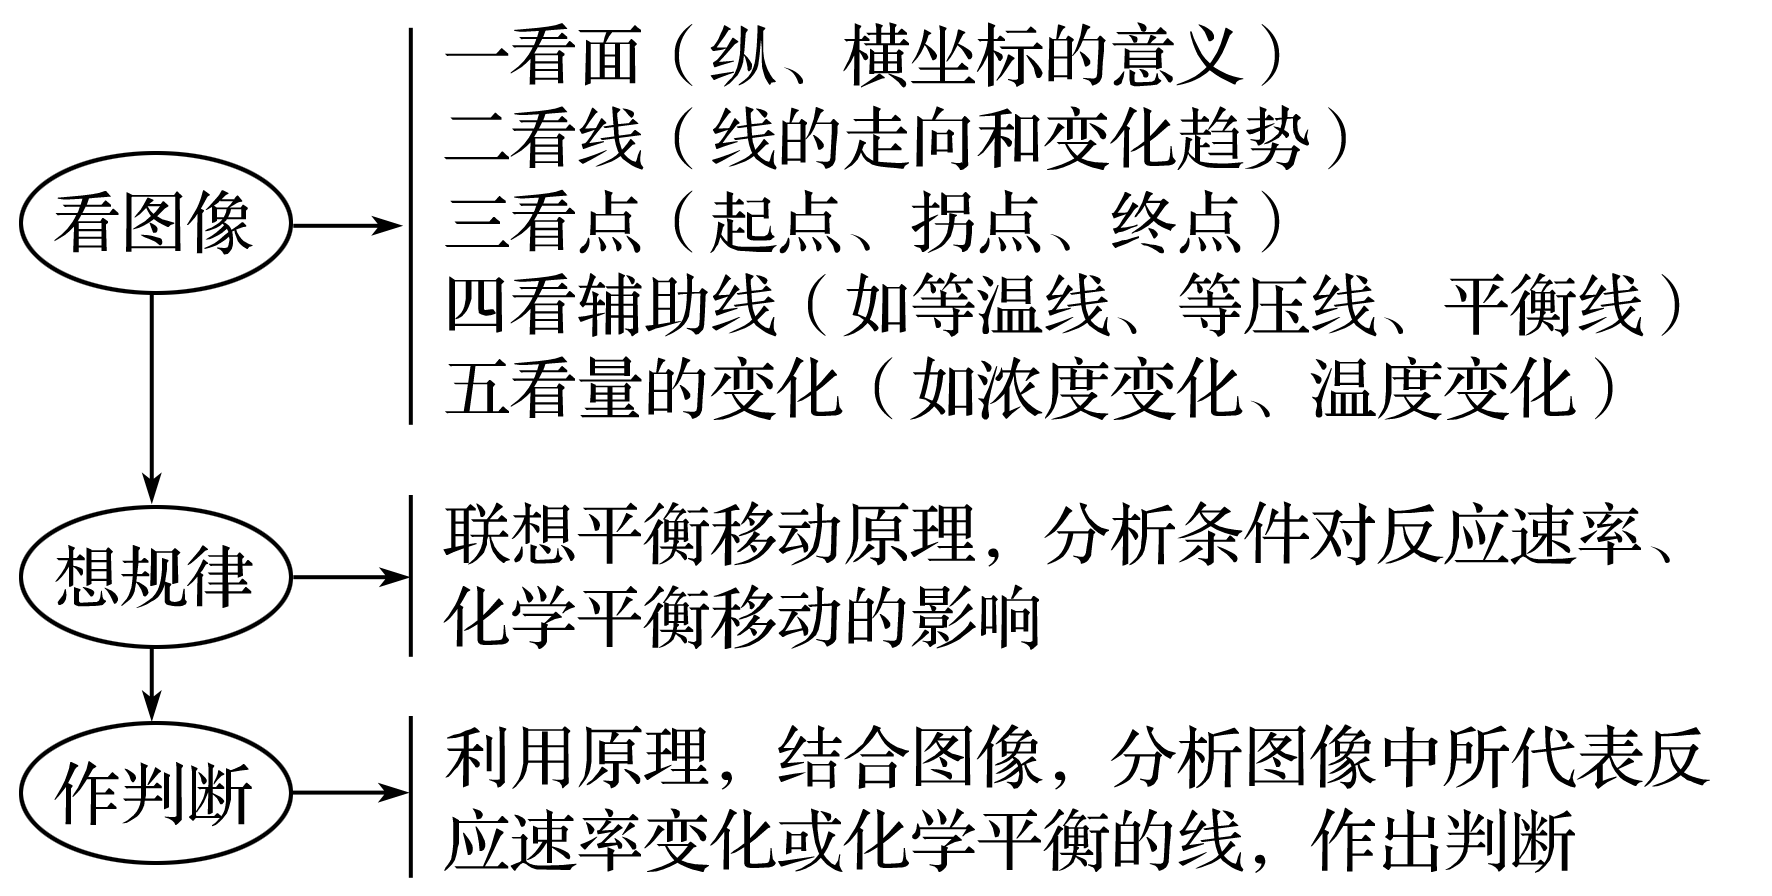 看图像
一看面（纵、横坐标的意义）
二看线（线的走向和变化趋势）
三看点（起点、拐点、终点）
四看辅助线（如等温线、等压线、平衡线）
五看量的变化（如浓度变化、温度变化）
想规律
联想平衡移动原理，分析条件对反应速率、
化学平衡移动的影响
作判断
利用原理，结合图像，分析图像中所代表反
应速率变化或化学平衡的线，作出判断